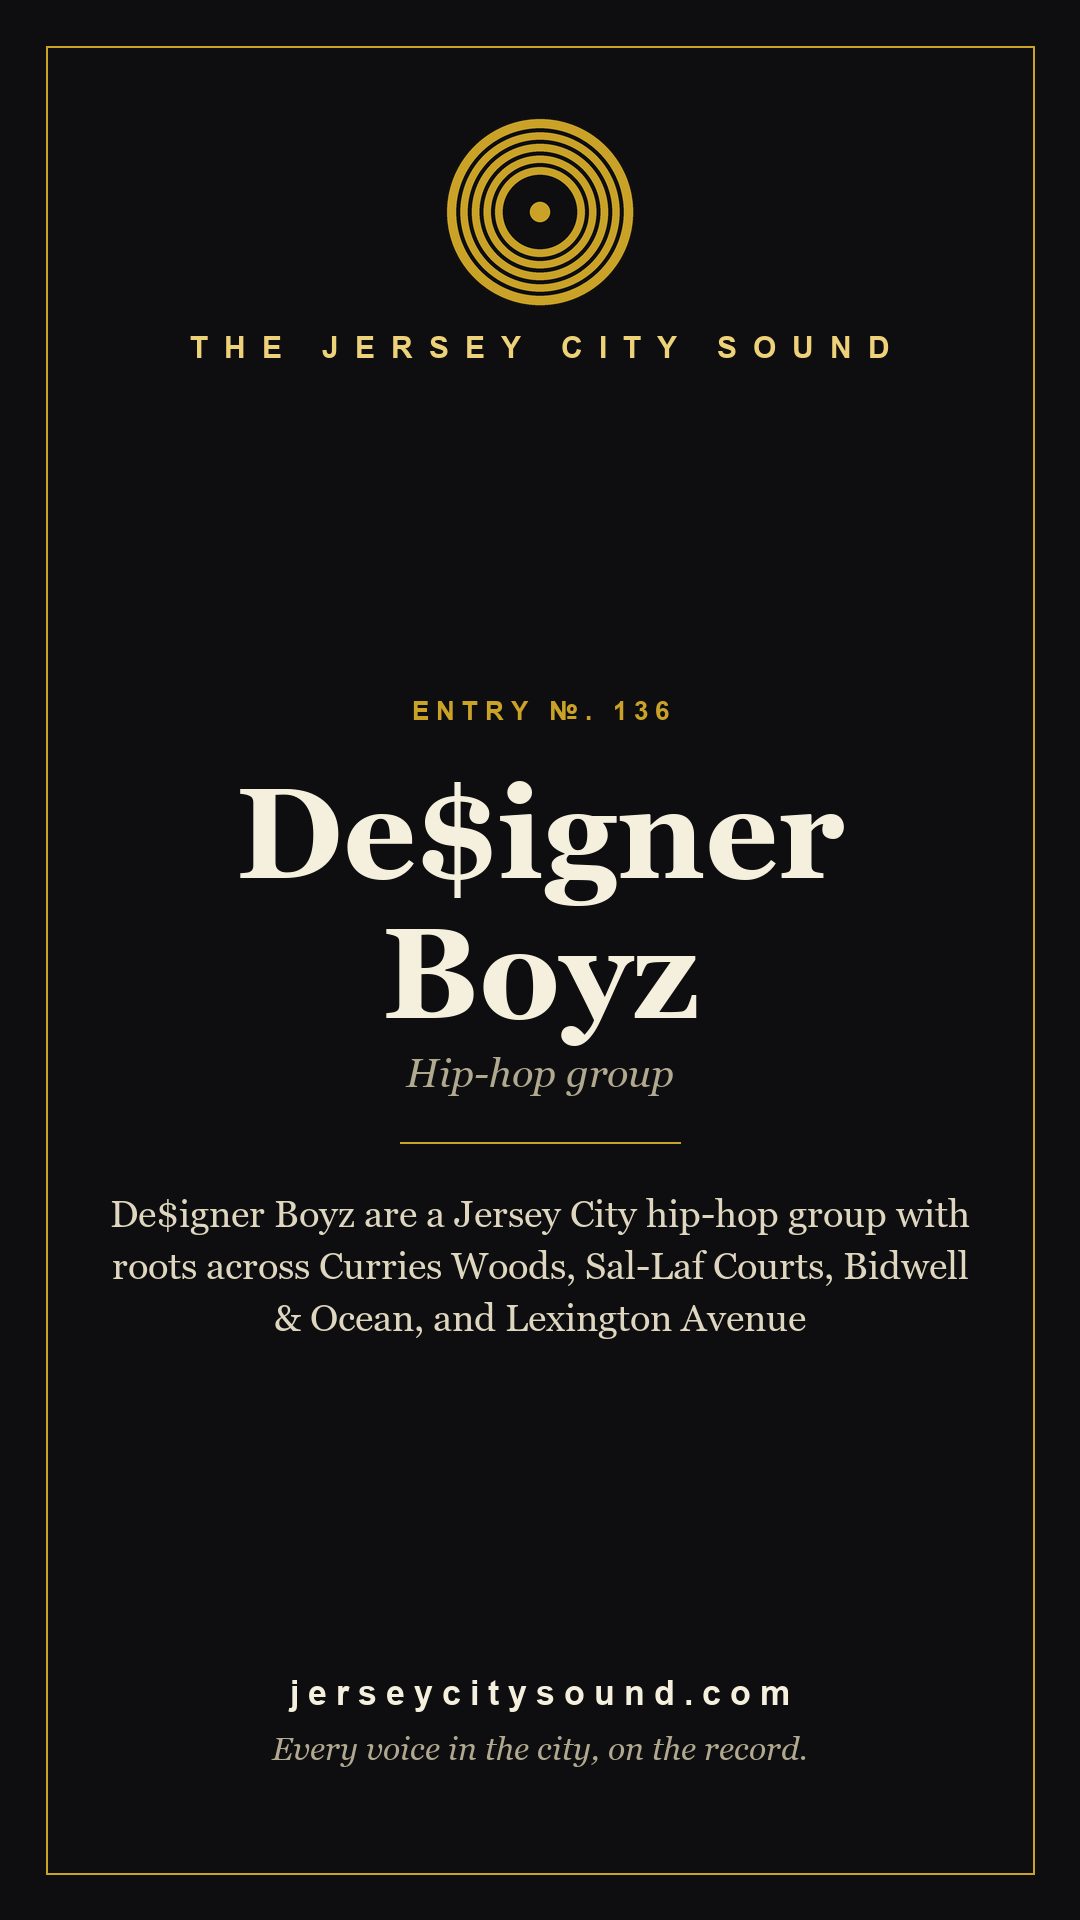 THE JERSEY CITY SOUND
ENTRY №. 136
De$igner
Boyz
Hip-hop group
De$igner Boyz are a Jersey City hip-hop group with
roots across Curries Woods, Sal-Laf Courts, Bidwell
& Ocean, and Lexington Avenue
jerseycitysound.com
Every voice in the city, on the record.